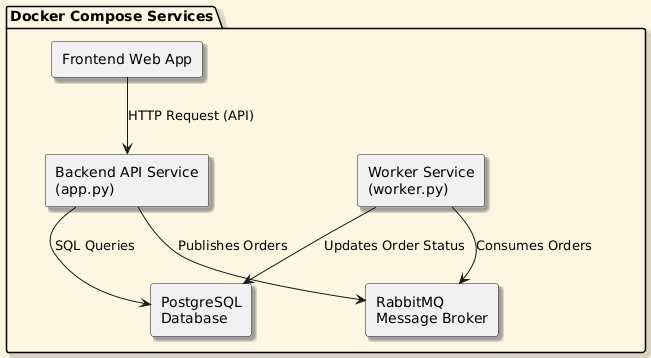 Docker Compose Services
Frontend Web App
HTTP Request (API)
Backend API Service
(app.py)
Worker Service
(worker.py)
SQL Queries
Publishes Orders
Updates Order Status
Consumes Orders
PostgreSQL
Database
RabbitMQ
Message Broker